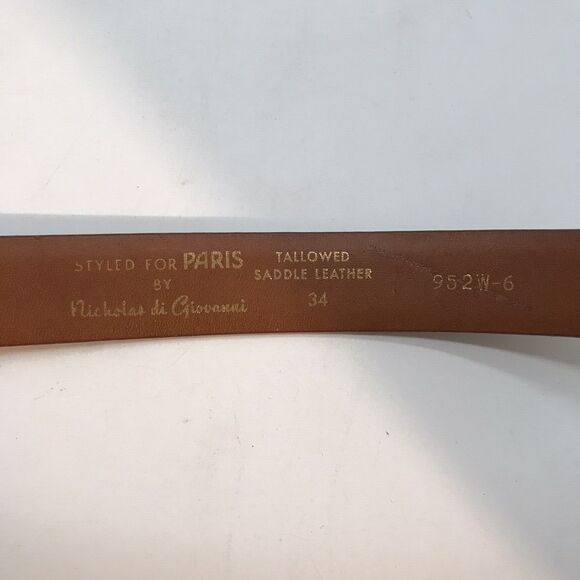 STYLED FOR PARIS
BY
Nicholas di Giovanni
TALLOWED
SADDLE LEATHER
34
952W-6